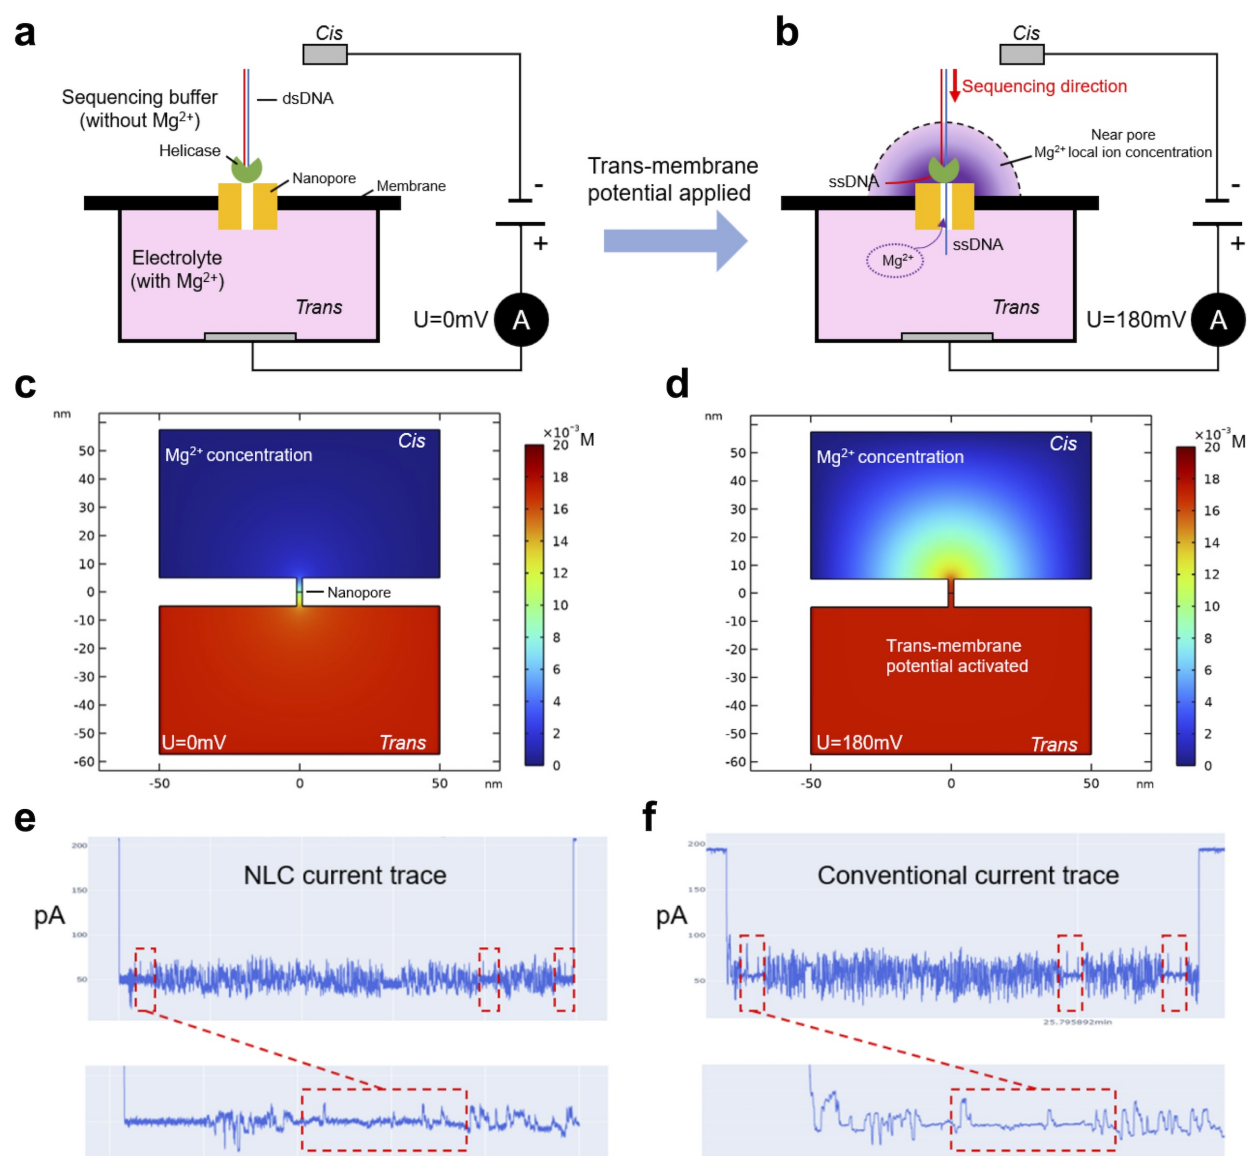 a
Cis
Sequencing buffer
(without Mg²⁺)
dsDNA
Helicase
Nanopore
Membrane
Electrolyte
(with Mg²⁺)
Trans
-
+
U=0mV
A
Trans-membrane
potential applied
b
Cis
Sequencing direction
Near pore
Mg²⁺ local ion concentration
ssDNA
ssDNA
Mg²⁺
Trans
-
+
U=180mV
A
c
nm
50
40
30
20
10
0
-10
-20
-30
-40
-50
-60
-50
0
50
nm
Mg²⁺ concentration
Cis
Nanopore
U=0mV
Trans
×10⁻³ M
20
18
16
14
12
10
8
6
4
2
0
d
nm
50
40
30
20
10
0
-10
-20
-30
-40
-50
-60
-50
0
50
nm
Mg²⁺ concentration
Cis
Trans-membrane
potential activated
U=180mV
Trans
×10⁻³ M
20
18
16
14
12
10
8
6
4
2
0
e
pA
200
150
100
50
NLC current trace
f
pA
200
150
100
50
Conventional current trace
25.795892min